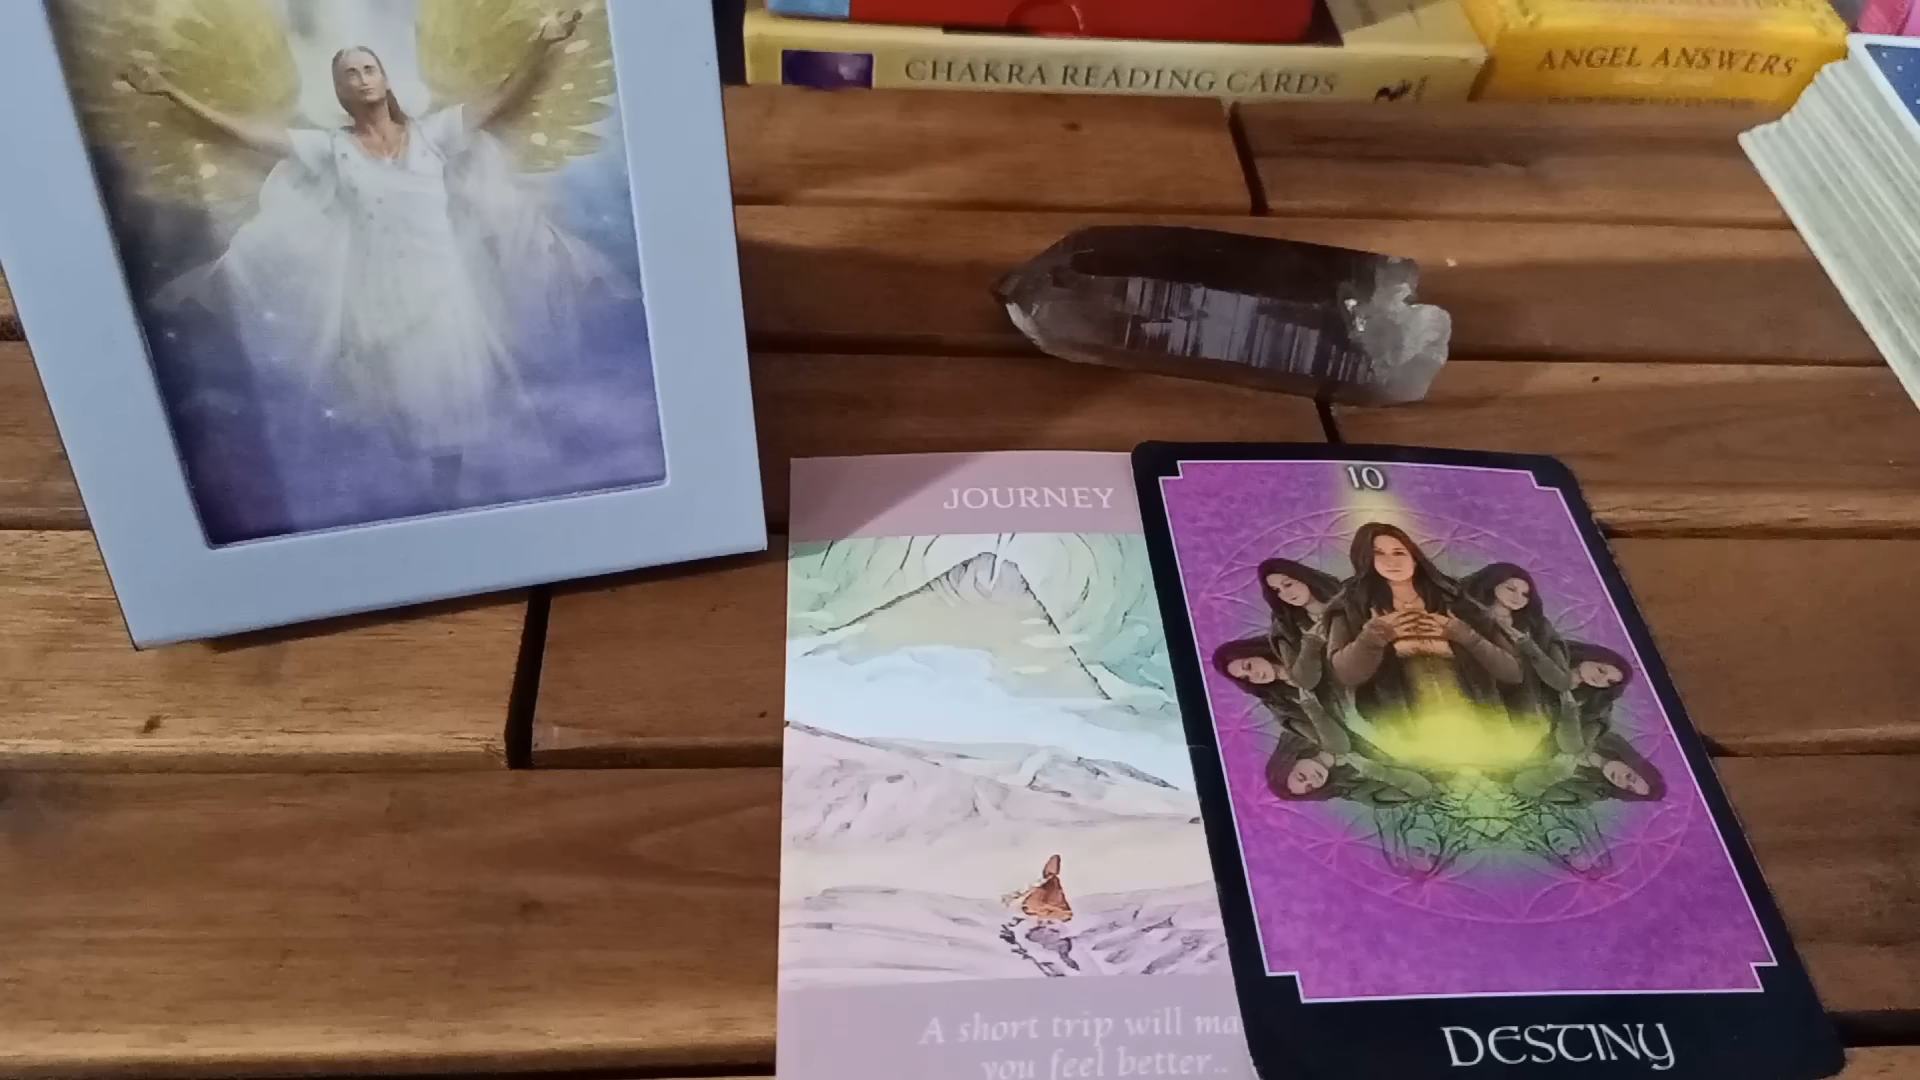 CHAKRA READING CARDS
ANGEL ANSWERS
JOURNEY
10
A short trip will ma
you feel better..
DESTINY